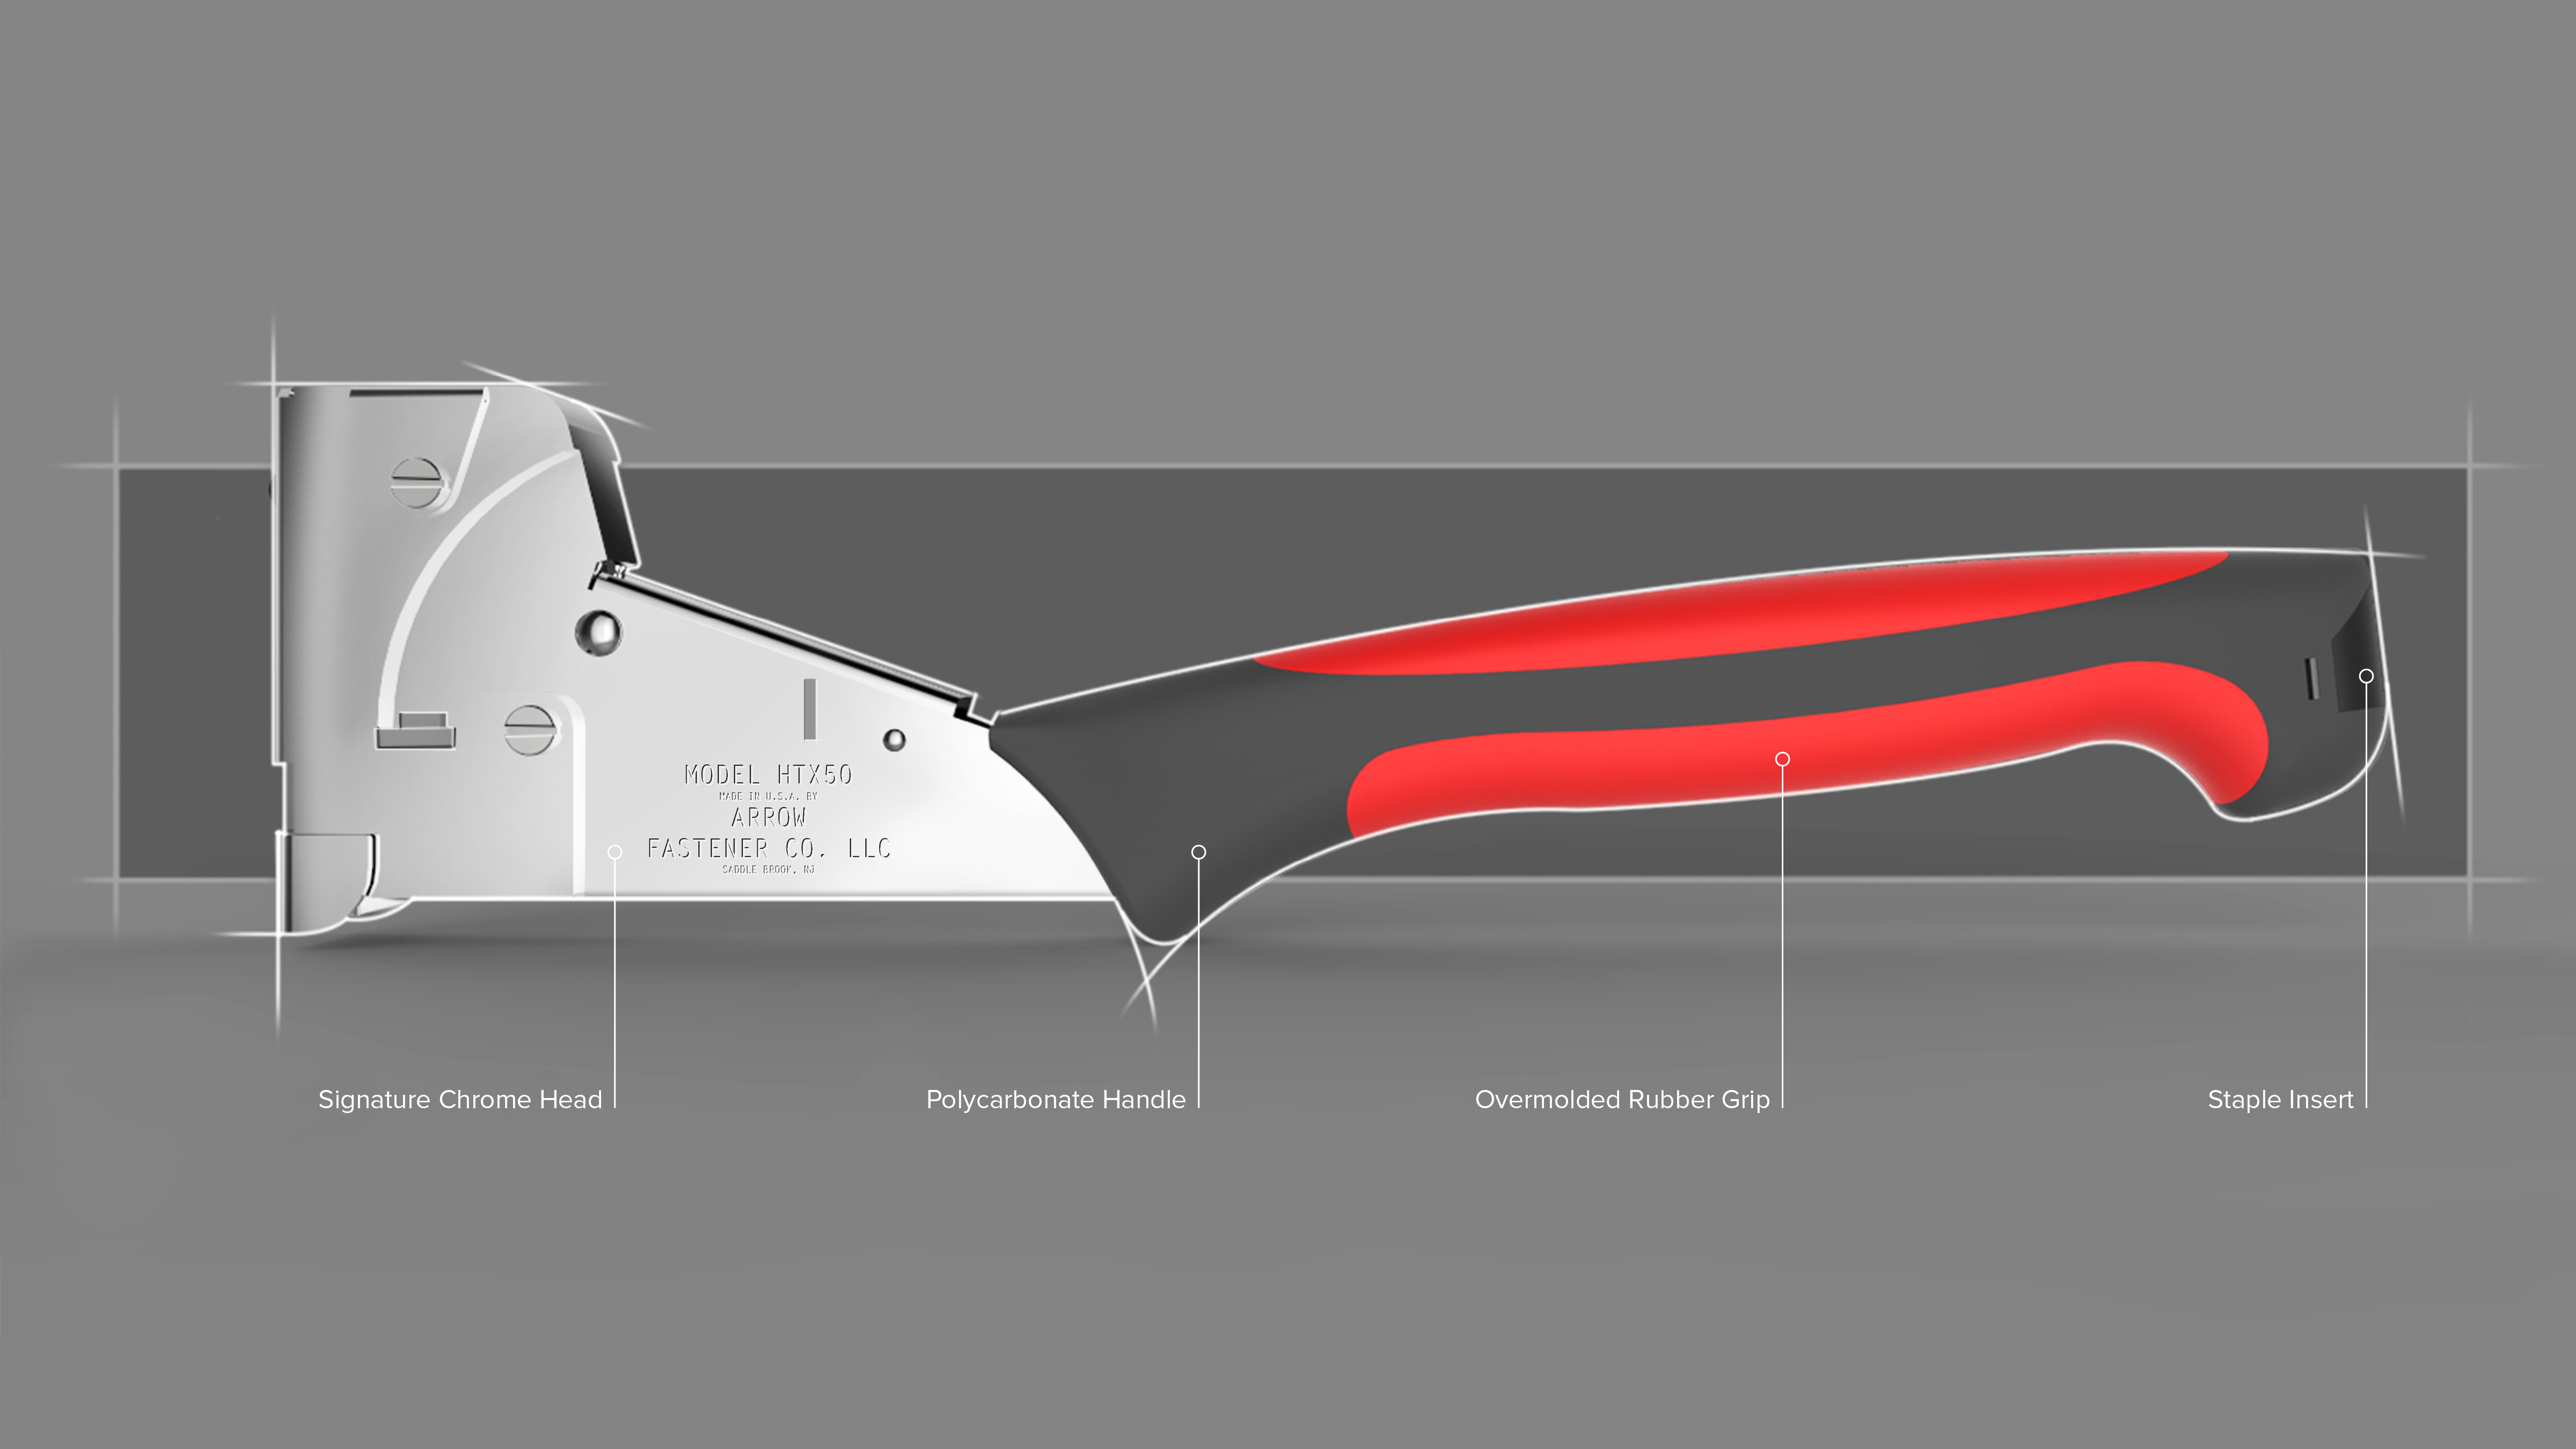 MODEL HTX50
MADE IN U.S.A. BY
ARROW
FASTENER CO. LLC
SADDLE BROOK, NJ
Signature Chrome Head
Polycarbonate Handle
Overmolded Rubber Grip
Staple Insert